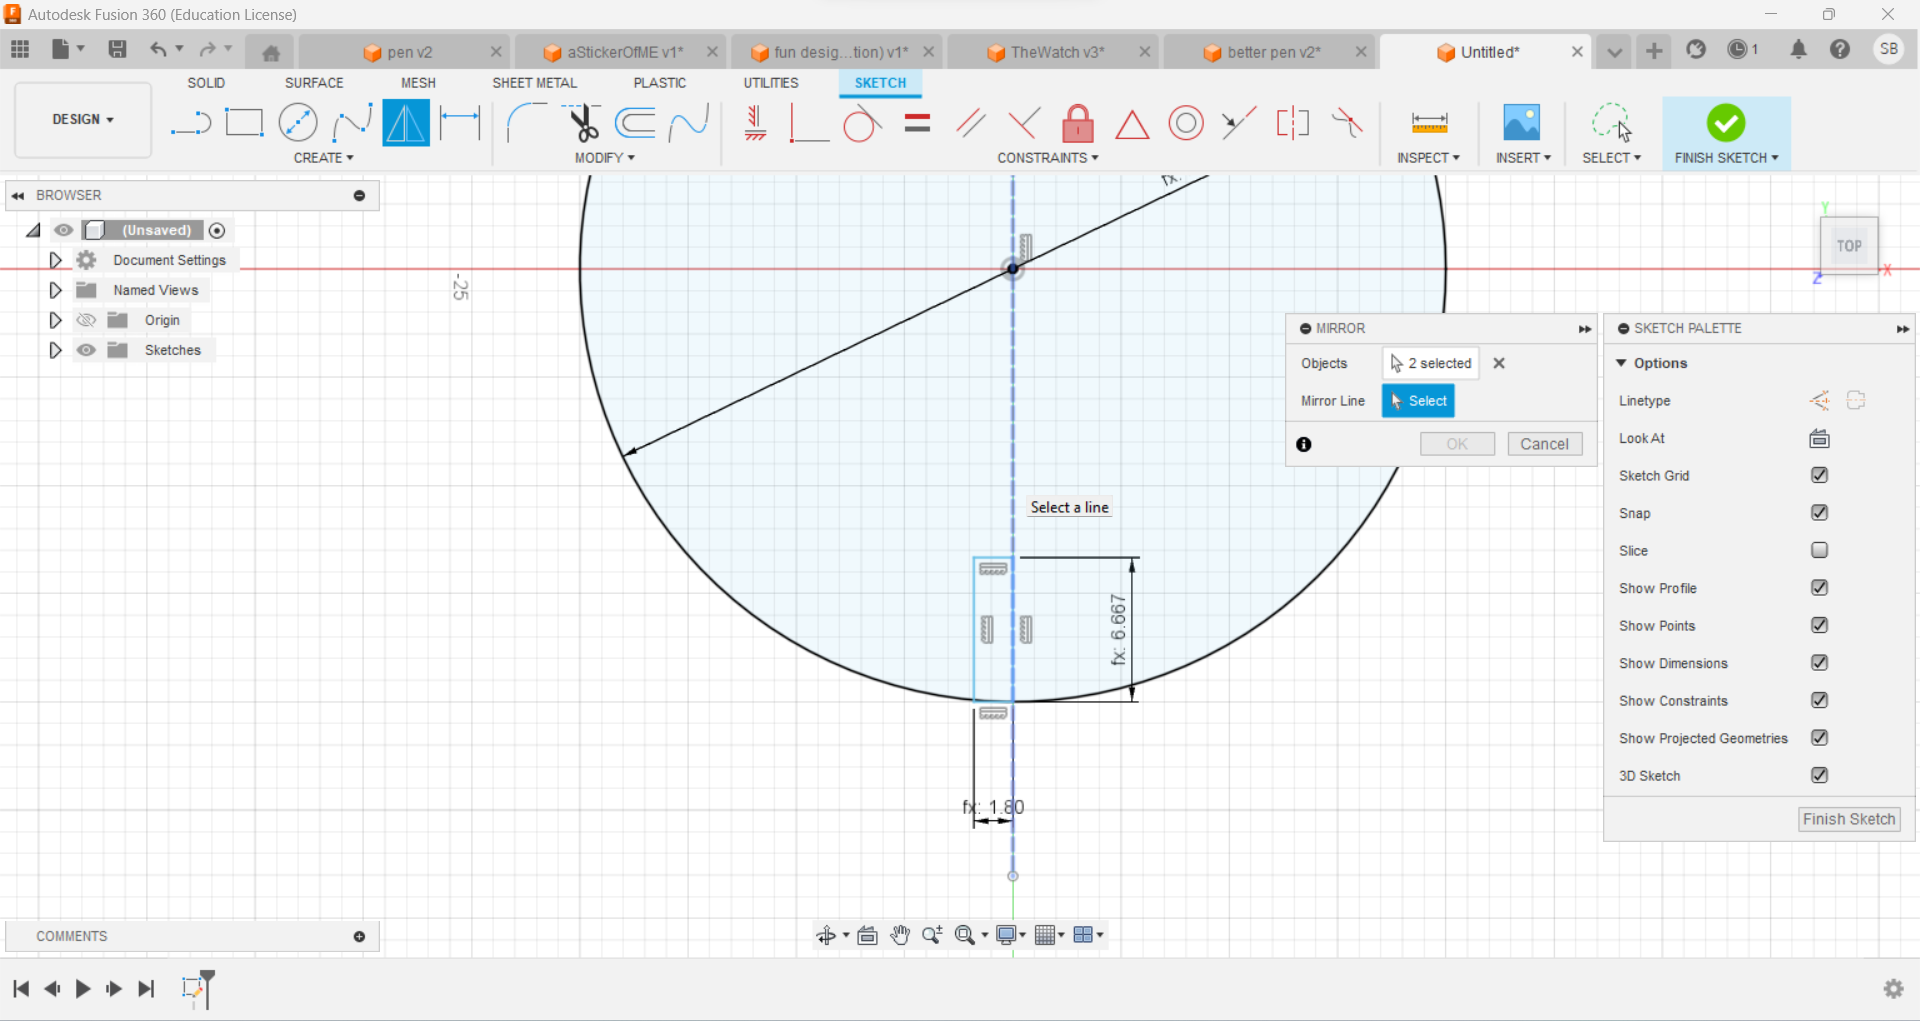 Autodesk Fusion 360 (Education License)
pen v2
aStickerOfME v1*
fun desig...tion) v1*
TheWatch v3*
better pen v2*
Untitled*
1
SB
DESIGN
SOLID
SURFACE
MESH
SHEET METAL
PLASTIC
UTILITIES
SKETCH
CREATE
MODIFY
CONSTRAINTS
INSPECT
INSERT
SELECT
FINISH SKETCH
BROWSER
(Unsaved)
Document Settings
Named Views
Origin
Sketches
-25
fx:
Y
TOP
X
Z
MIRROR
Objects
2 selected
Mirror Line
Select
OK
Cancel
Select a line
fx: 6.667
fx: 1.80
SKETCH PALETTE
Options
Linetype
Look At
Sketch Grid
Snap
Slice
Show Profile
Show Points
Show Dimensions
Show Constraints
Show Projected Geometries
3D Sketch
Finish Sketch
COMMENTS